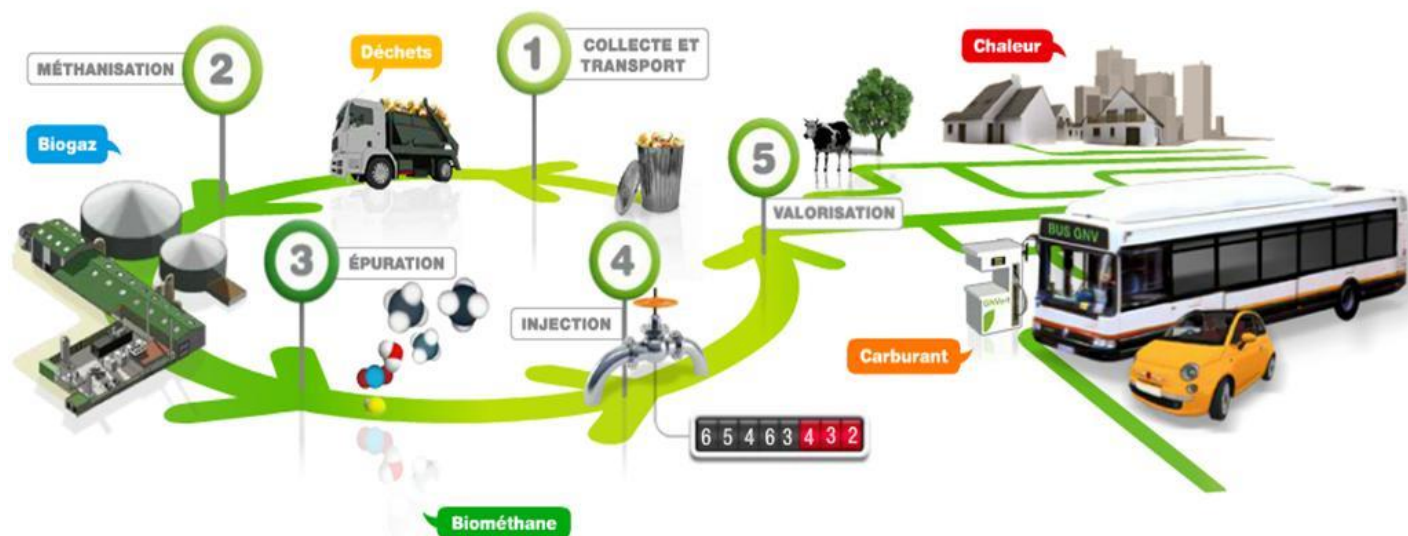 Déchets
1
COLLECTE ET
TRANSPORT
Chaleur
MÉTHANISATION
2
Biogaz
5
VALORISATION
BUS GNV
3
ÉPURATION
4
INJECTION
GNVert
Carburant
6 5 4 6 3 4 3 2
Biométhane